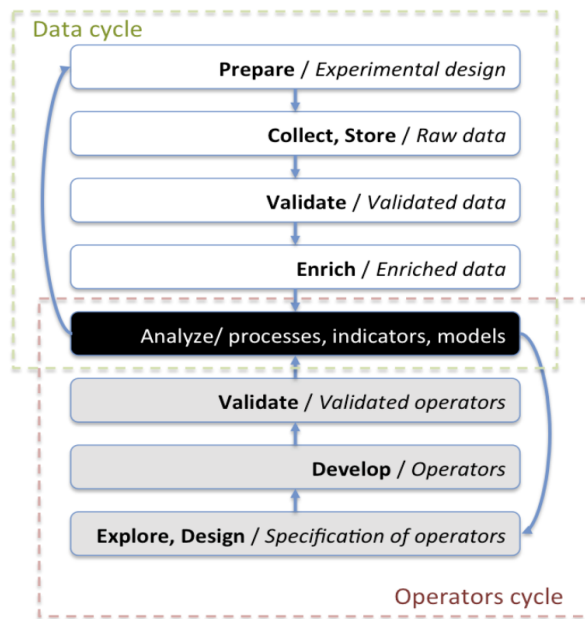 Data cycle
Prepare / Experimental design
Collect, Store / Raw data
Validate / Validated data
Enrich / Enriched data
Analyze/ processes, indicators, models
Validate / Validated operators
Develop / Operators
Explore, Design / Specification of operators
Operators cycle